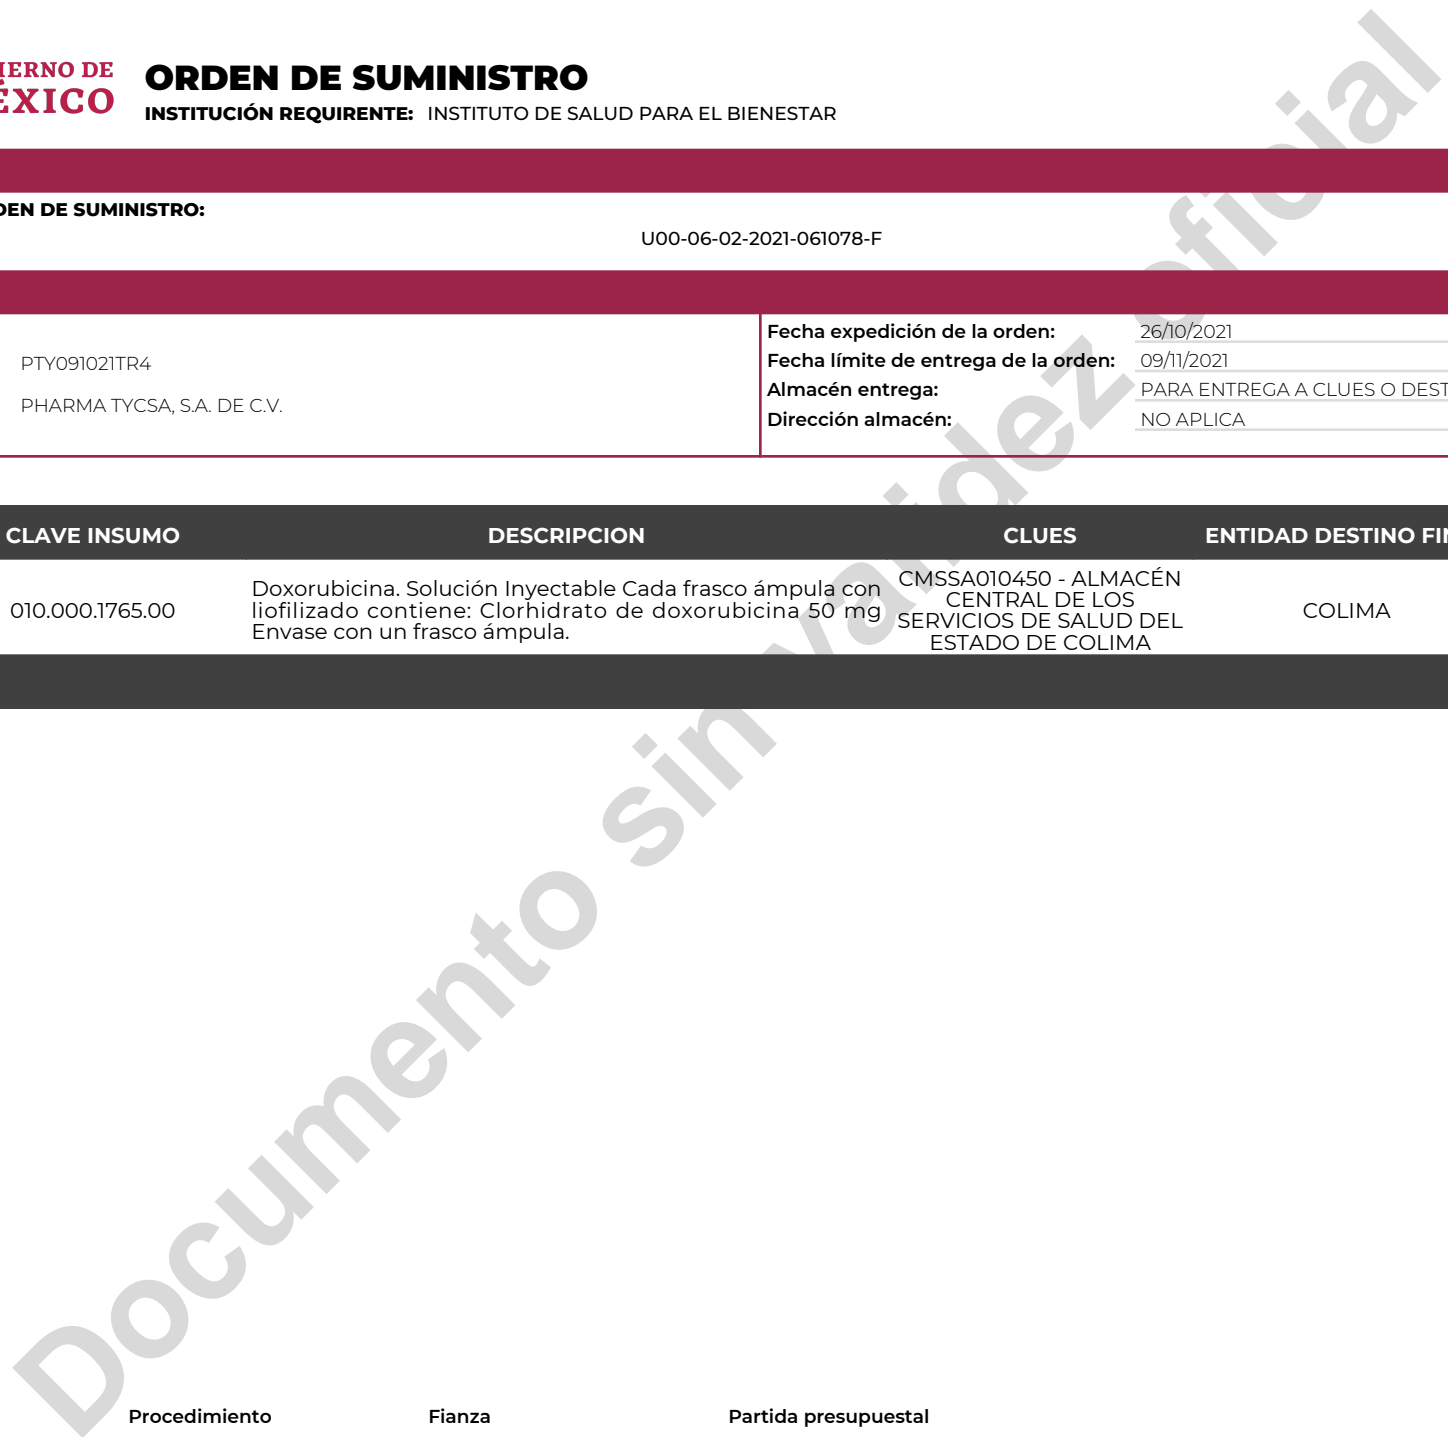 IERNO DE
ÉXICO
ORDEN DE SUMINISTRO
INSTITUCIÓN REQUIRENTE: INSTITUTO DE SALUD PARA EL BIENESTAR
DEN DE SUMINISTRO:
U00-06-02-2021-061078-F
PTY091021TR4
PHARMA TYCSA, S.A. DE C.V.
Fecha expedición de la orden: 26/10/2021
Fecha límite de entrega de la orden: 09/11/2021
Almacén entrega: PARA ENTREGA A CLUES O DEST
Dirección almacén: NO APLICA
CLAVE INSUMO DESCRIPCION CLUES ENTIDAD DESTINO FIN
010.000.1765.00
Doxorubicina. Solución Inyectable Cada frasco ámpula con
liofilizado contiene: Clorhidrato de doxorubicina 50 mg
Envase con un frasco ámpula.
CMSSA010450 - ALMACÉN
CENTRAL DE LOS
SERVICIOS DE SALUD DEL
ESTADO DE COLIMA
COLIMA
Documento sin validez oficial
Procedimiento Fianza Partida presupuestal